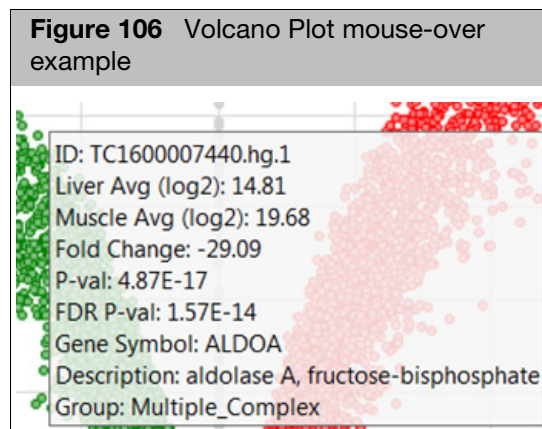 Figure 106 Volcano Plot mouse-over
example
ID: TC1600007440.hg.1
Liver Avg (log2): 14.81
Muscle Avg (log2): 19.68
Fold Change: -29.09
P-val: 4.87E-17
FDR P-val: 1.57E-14
Gene Symbol: ALDOA
Description: aldolase A, fructose-bisphosphate
Group: Multiple_Complex